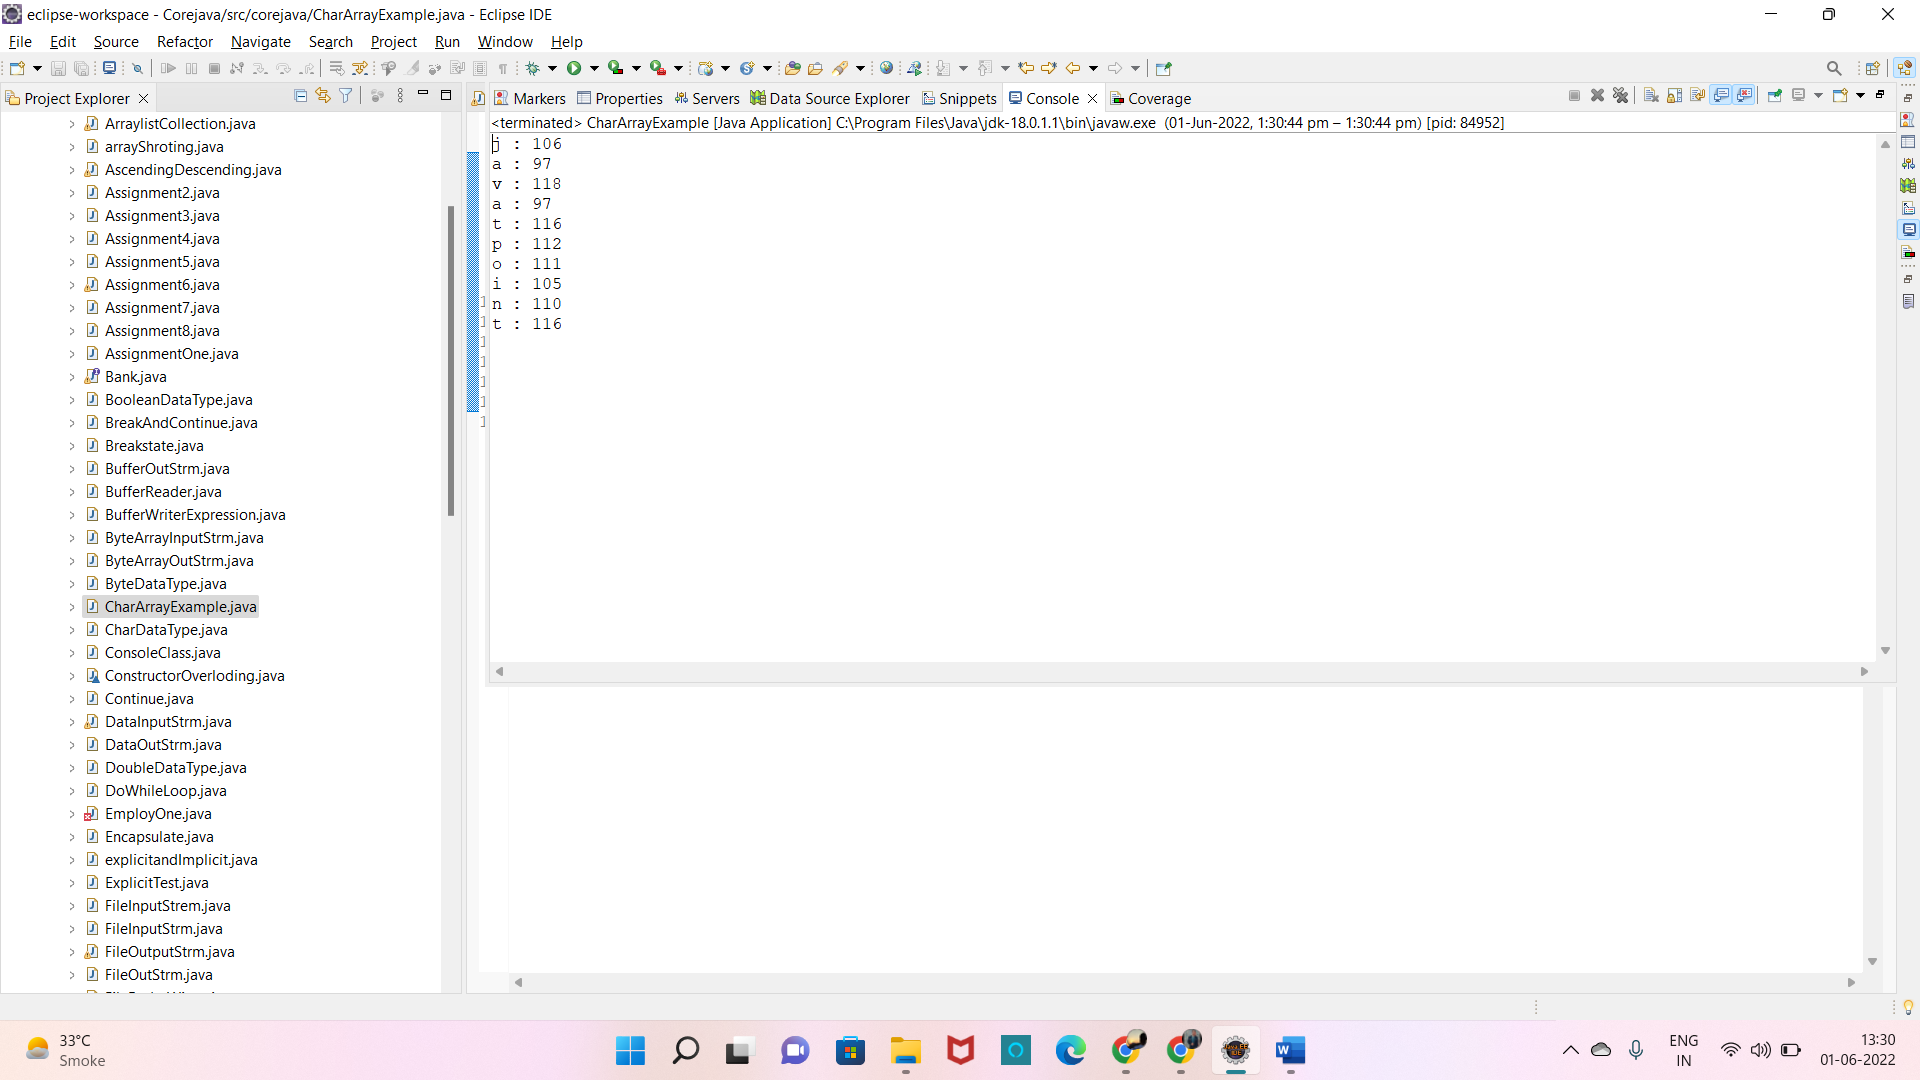 eclipse-workspace - Corejava/src/corejava/CharArrayExample.java - Eclipse IDE
File Edit Source Refactor Navigate Search Project Run Window Help
Project Explorer
Markers Properties Servers Data Source Explorer Snippets Console Coverage
<terminated> CharArrayExample [Java Application] C:\Program Files\Java\jdk-18.0.1.1\bin\javaw.exe (01-Jun-2022, 1:30:44 pm – 1:30:44 pm) [pid: 84952]
j : 106
a : 97
v : 118
a : 97
t : 116
p : 112
o : 111
i : 105
n : 110
t : 116
ArraylistCollection.java
arrayShroting.java
AscendingDescending.java
Assignment2.java
Assignment3.java
Assignment4.java
Assignment5.java
Assignment6.java
Assignment7.java
Assignment8.java
AssignmentOne.java
Bank.java
BooleanDataType.java
BreakAndContinue.java
Breakstate.java
BufferOutStrm.java
BufferReader.java
BufferWriterExpression.java
ByteArrayInputStrm.java
ByteArrayOutStrm.java
ByteDataType.java
CharArrayExample.java
CharDataType.java
ConsoleClass.java
ConstructorOverloding.java
Continue.java
DataInputStrm.java
DataOutStrm.java
DoubleDataType.java
DoWhileLoop.java
EmployOne.java
Encapsulate.java
explicitandImplicit.java
ExplicitTest.java
FileInputStrem.java
FileInputStrm.java
FileOutputStrm.java
FileOutStrm.java
33°C
Smoke
ENG
IN
13:30
01-06-2022